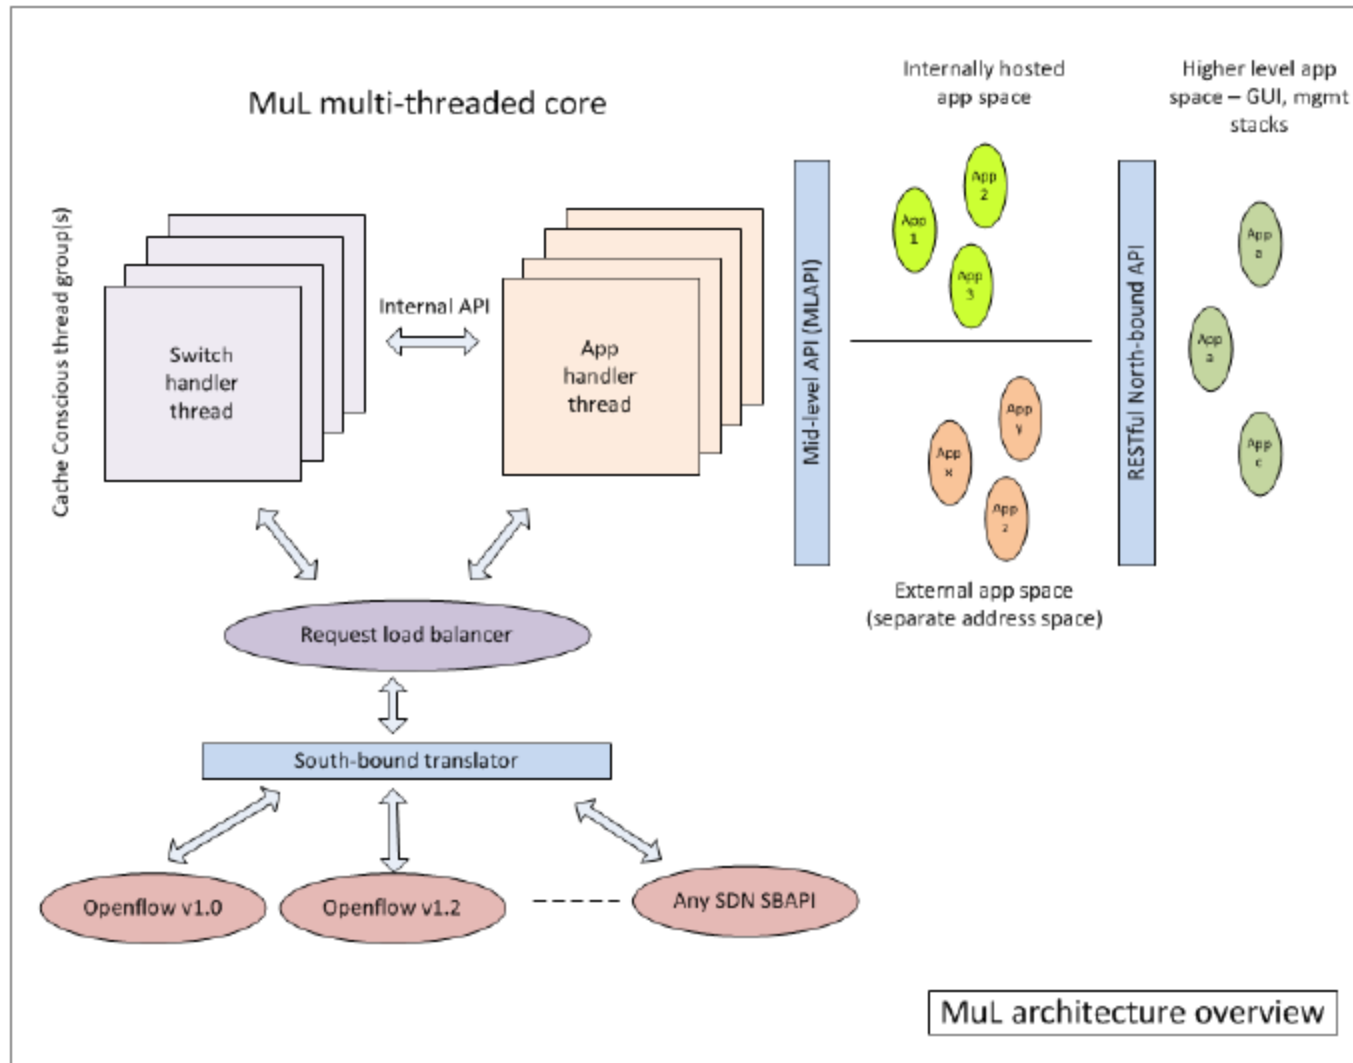 MuL multi-threaded core
Internally hosted
app space
Higher level app
space – GUI, mgmt
stacks
Cache Conscious thread group(s)
Switch
handler
thread
Internal API
App
handler
thread
Mid-level API (MLAPI)
App
1
App
2
App
3
App
x
App
y
App
z
External app space
(separate address space)
RESTful North-bound API
App
a
App
a
App
c
Request load balancer
South-bound translator
Openflow v1.0
Openflow v1.2
Any SDN SBAPI
MuL architecture overview